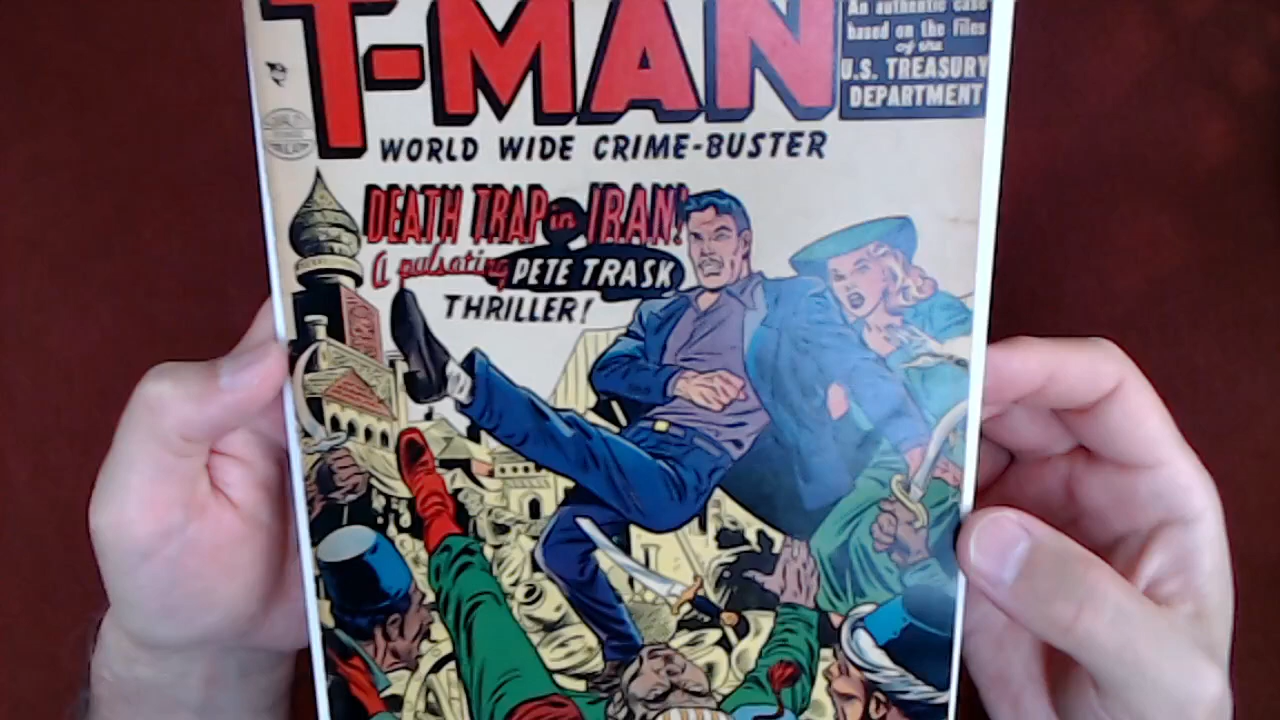 T-MAN
An authentic case
based on the files
of the
U.S. TREASURY
DEPARTMENT
WORLD WIDE CRIME-BUSTER
DEATH TRAP in IRAN!
A pulsating PETE TRASK
THRILLER!